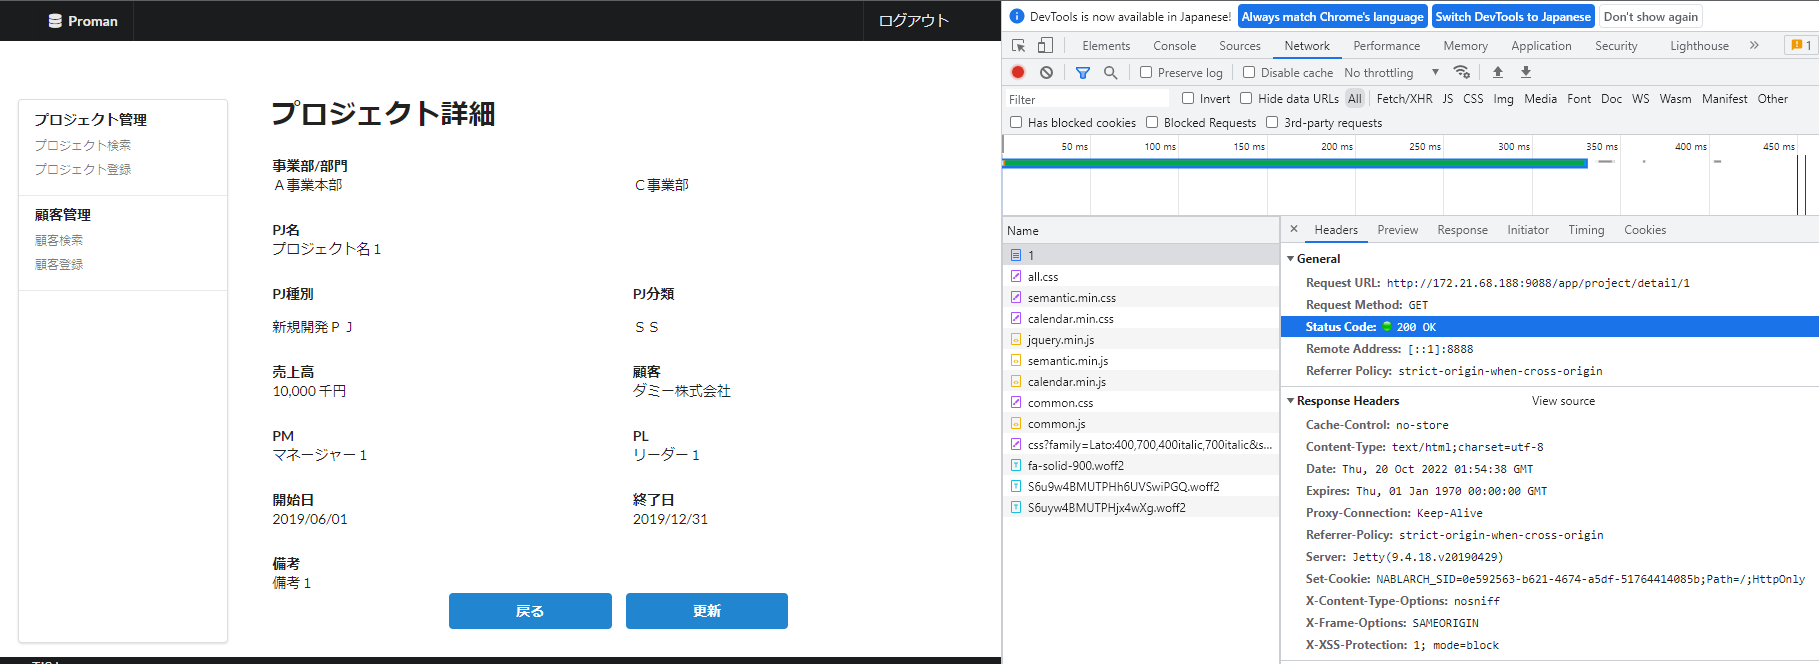 Proman
ログアウト
プロジェクト管理
プロジェクト検索
プロジェクト登録
顧客管理
顧客検索
顧客登録
プロジェクト詳細
事業部/部門
Ａ事業本部
Ｃ事業部
PJ名
プロジェクト名１
PJ種別
PJ分類
新規開発ＰＪ
ＳＳ
売上高
顧客
10,000 千円
ダミー株式会社
PM
PL
マネージャー１
リーダー１
開始日
終了日
2019/06/01
2019/12/31
備考
備考１
戻る
更新
DevTools is now available in Japanese!
Always match Chrome's language
Switch DevTools to Japanese
Don't show again
Elements
Console
Sources
Network
Performance
Memory
Application
Security
Lighthouse
1
Preserve log
Disable cache
No throttling
Filter
Invert
Hide data URLs
All
Fetch/XHR
JS
CSS
Img
Media
Font
Doc
WS
Wasm
Manifest
Other
Has blocked cookies
Blocked Requests
3rd-party requests
50 ms
100 ms
150 ms
200 ms
250 ms
300 ms
350 ms
400 ms
450 ms
Name
1
all.css
semantic.min.css
calendar.min.css
jquery.min.js
semantic.min.js
calendar.min.js
common.css
common.js
css?family=Lato:400,700,400italic,700italic&s...
fa-solid-900.woff2
S6u9w4BMUTPHh6UVSwiPGQ.woff2
S6uyw4BMUTPHjx4wXg.woff2
Headers
Preview
Response
Initiator
Timing
Cookies
General
Request URL: http://172.21.68.188:9088/app/project/detail/1
Request Method: GET
Status Code: 200 OK
Remote Address: [::1]:8888
Referrer Policy: strict-origin-when-cross-origin
Response Headers
View source
Cache-Control: no-store
Content-Type: text/html;charset=utf-8
Date: Thu, 20 Oct 2022 01:54:38 GMT
Expires: Thu, 01 Jan 1970 00:00:00 GMT
Proxy-Connection: Keep-Alive
Referrer-Policy: strict-origin-when-cross-origin
Server: Jetty(9.4.18.v20190429)
Set-Cookie: NABLARCH_SID=0e592563-b621-4674-a5df-51764414085b;Path=/;HttpOnly
X-Content-Type-Options: nosniff
X-Frame-Options: SAMEORIGIN
X-XSS-Protection: 1; mode=block